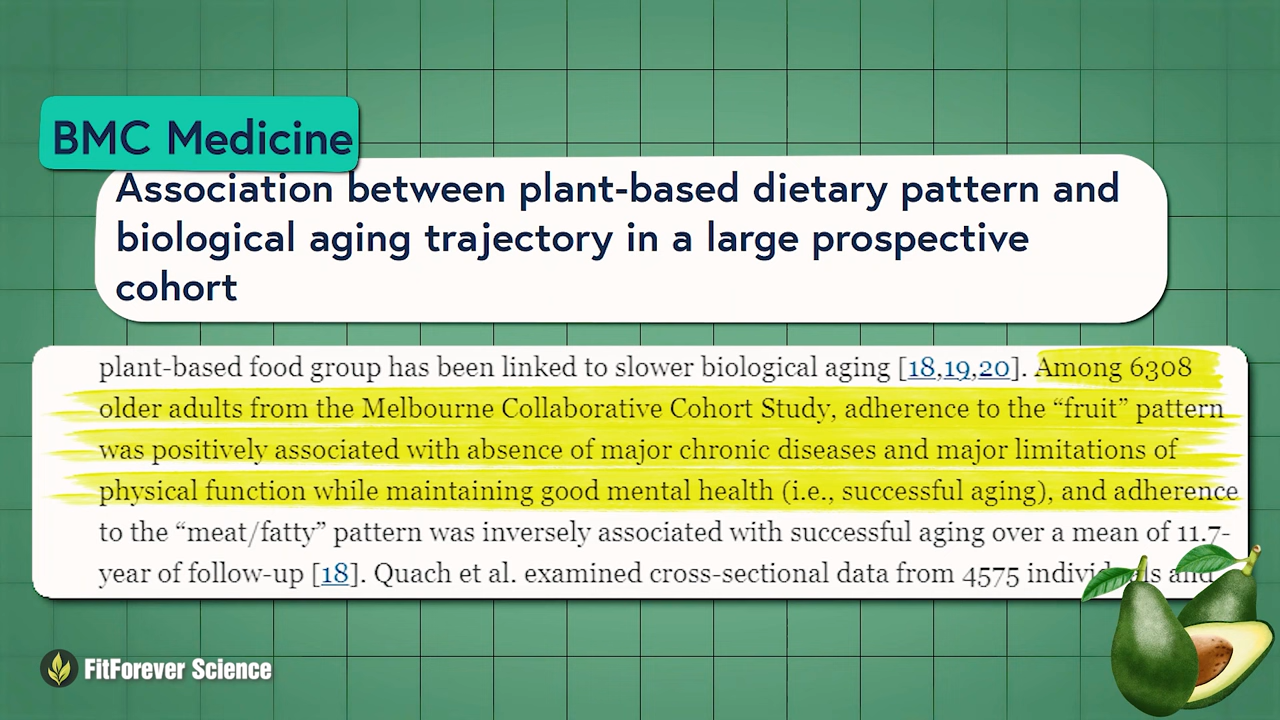 BMC Medicine
Association between plant-based dietary pattern and
biological aging trajectory in a large prospective
cohort
plant-based food group has been linked to slower biological aging [18,19,20]. Among 6308
older adults from the Melbourne Collaborative Cohort Study, adherence to the “fruit” pattern
was positively associated with absence of major chronic diseases and major limitations of
physical function while maintaining good mental health (i.e., successful aging), and adherence
to the “meat/fatty” pattern was inversely associated with successful aging over a mean of 11.7-
year of follow-up [18]. Quach et al. examined cross-sectional data from 4575 individuals and
FitForever Science